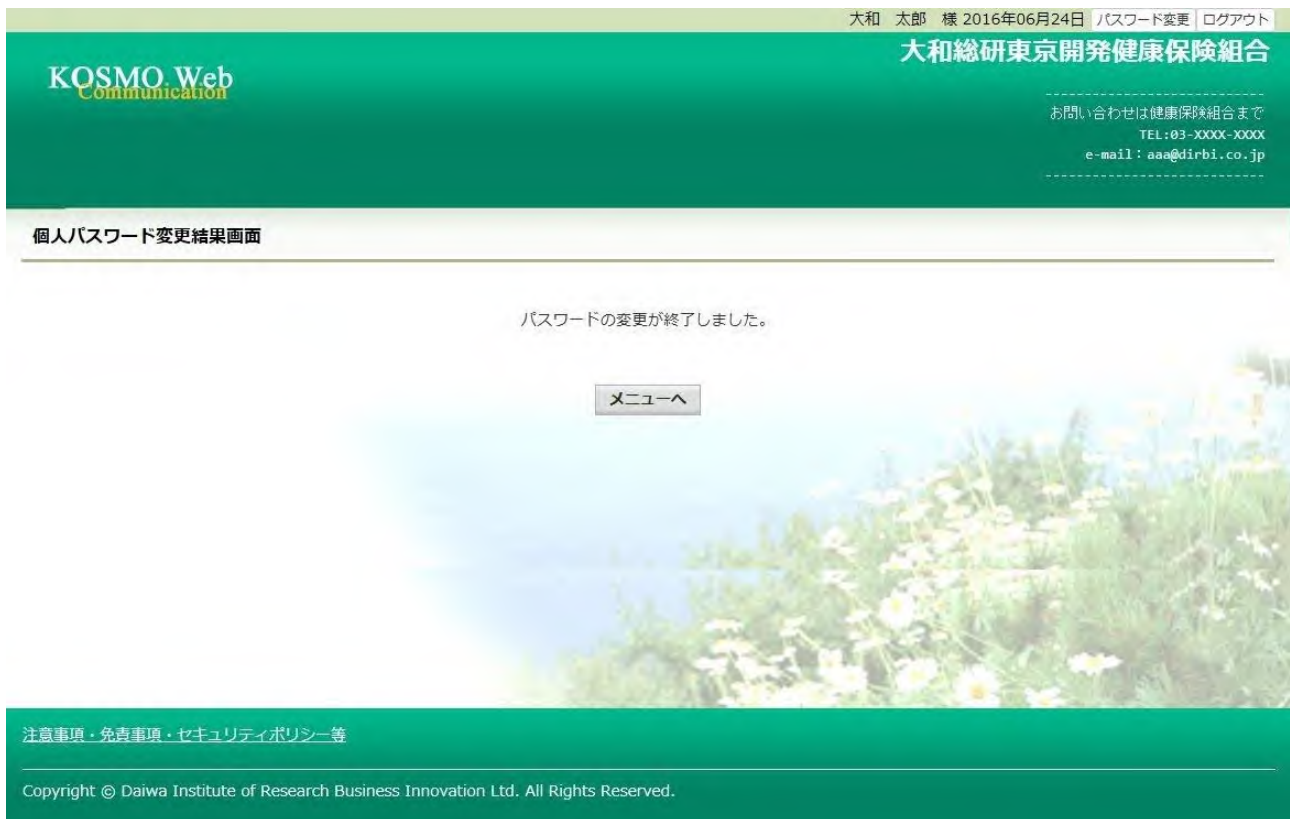 大和　太郎　様 2016年06月24日 パスワード変更 ログアウト
大和総研東京開発健康保険組合
KOSMO Web
Communication
お問い合わせは健康保険組合まで
TEL:03-XXXX-XXXX
e-mail：aaa@dirbi.co.jp
個人パスワード変更結果画面
パスワードの変更が終了しました。
メニューへ
注意事項・免責事項・セキュリティポリシー等
Copyright © Daiwa Institute of Research Business Innovation Ltd. All Rights Reserved.